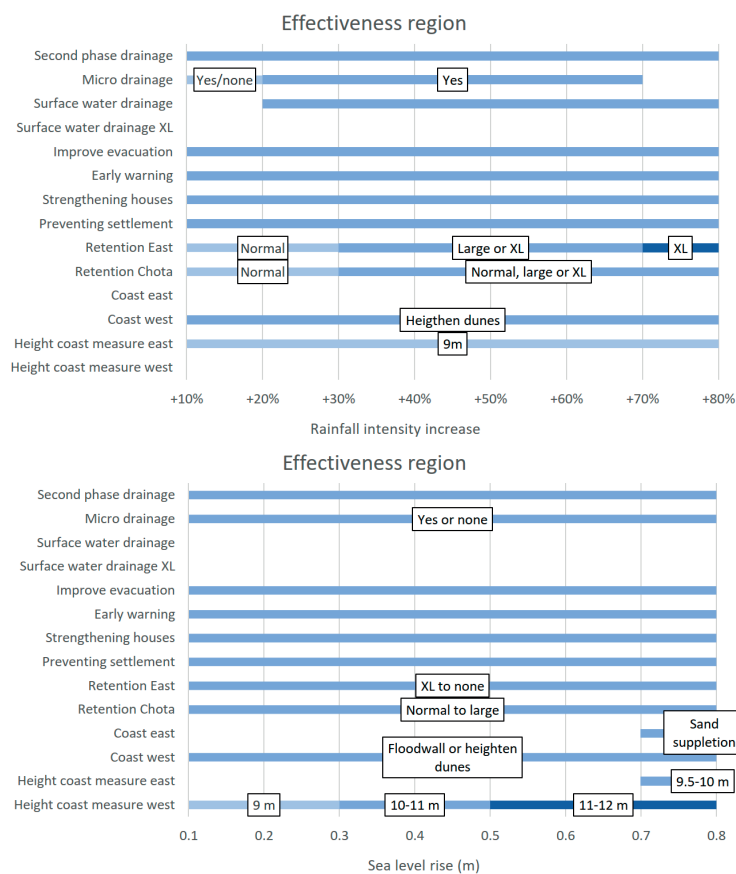 Effectiveness region
Second phase drainage
Micro drainage
Yes/none
Yes
Surface water drainage
Surface water drainage XL
Improve evacuation
Early warning
Strengthening houses
Preventing settlement
Retention East
Normal
Large or XL
XL
Retention Chota
Normal
Normal, large or XL
Coast east
Coast west
Heigthen dunes
Height coast measure east
9m
Height coast measure west
+10%
+20%
+30%
+40%
+50%
+60%
+70%
+80%
Rainfall intensity increase
Effectiveness region
Second phase drainage
Micro drainage
Yes or none
Surface water drainage
Surface water drainage XL
Improve evacuation
Early warning
Strengthening houses
Preventing settlement
Retention East
XL to none
Retention Chota
Normal to large
Coast east
Sand
suppletion
Coast west
Floodwall or heighten
dunes
Height coast measure east
9.5-10 m
Height coast measure west
9 m
10-11 m
11-12 m
0.1
0.2
0.3
0.4
0.5
0.6
0.7
0.8
Sea level rise (m)